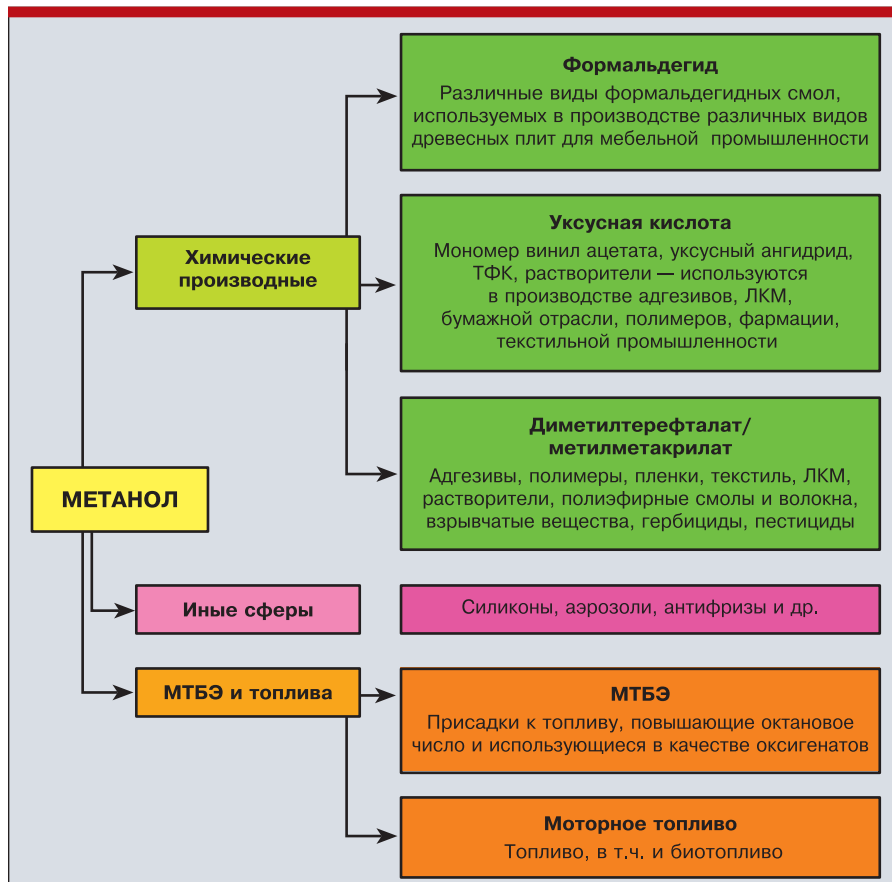 Формальдегид
Различные виды формальдегидных смол,
используемых в производстве различных видов
древесных плит для мебельной промышленности
Уксусная кислота
Мономер винил ацетата, уксусный ангидрид,
ТФК, растворители — используются
в производстве адгезивов, ЛКМ,
бумажной отрасли, полимеров, фармации,
текстильной промышленности
Химические
производные
Диметилтерефталат/
метилметакрилат
Адгезивы, полимеры, пленки, текстиль, ЛКМ,
растворители, полиэфирные смолы и волокна,
взрывчатые вещества, гербициды, пестициды
МЕТАНОЛ
Иные сферы
Силиконы, аэрозоли, антифризы и др.
МТБЭ и топлива
МТБЭ
Присадки к топливу, повышающие октановое
число и использующиеся в качестве оксигенатов
Моторное топливо
Топливо, в т.ч. и биотопливо